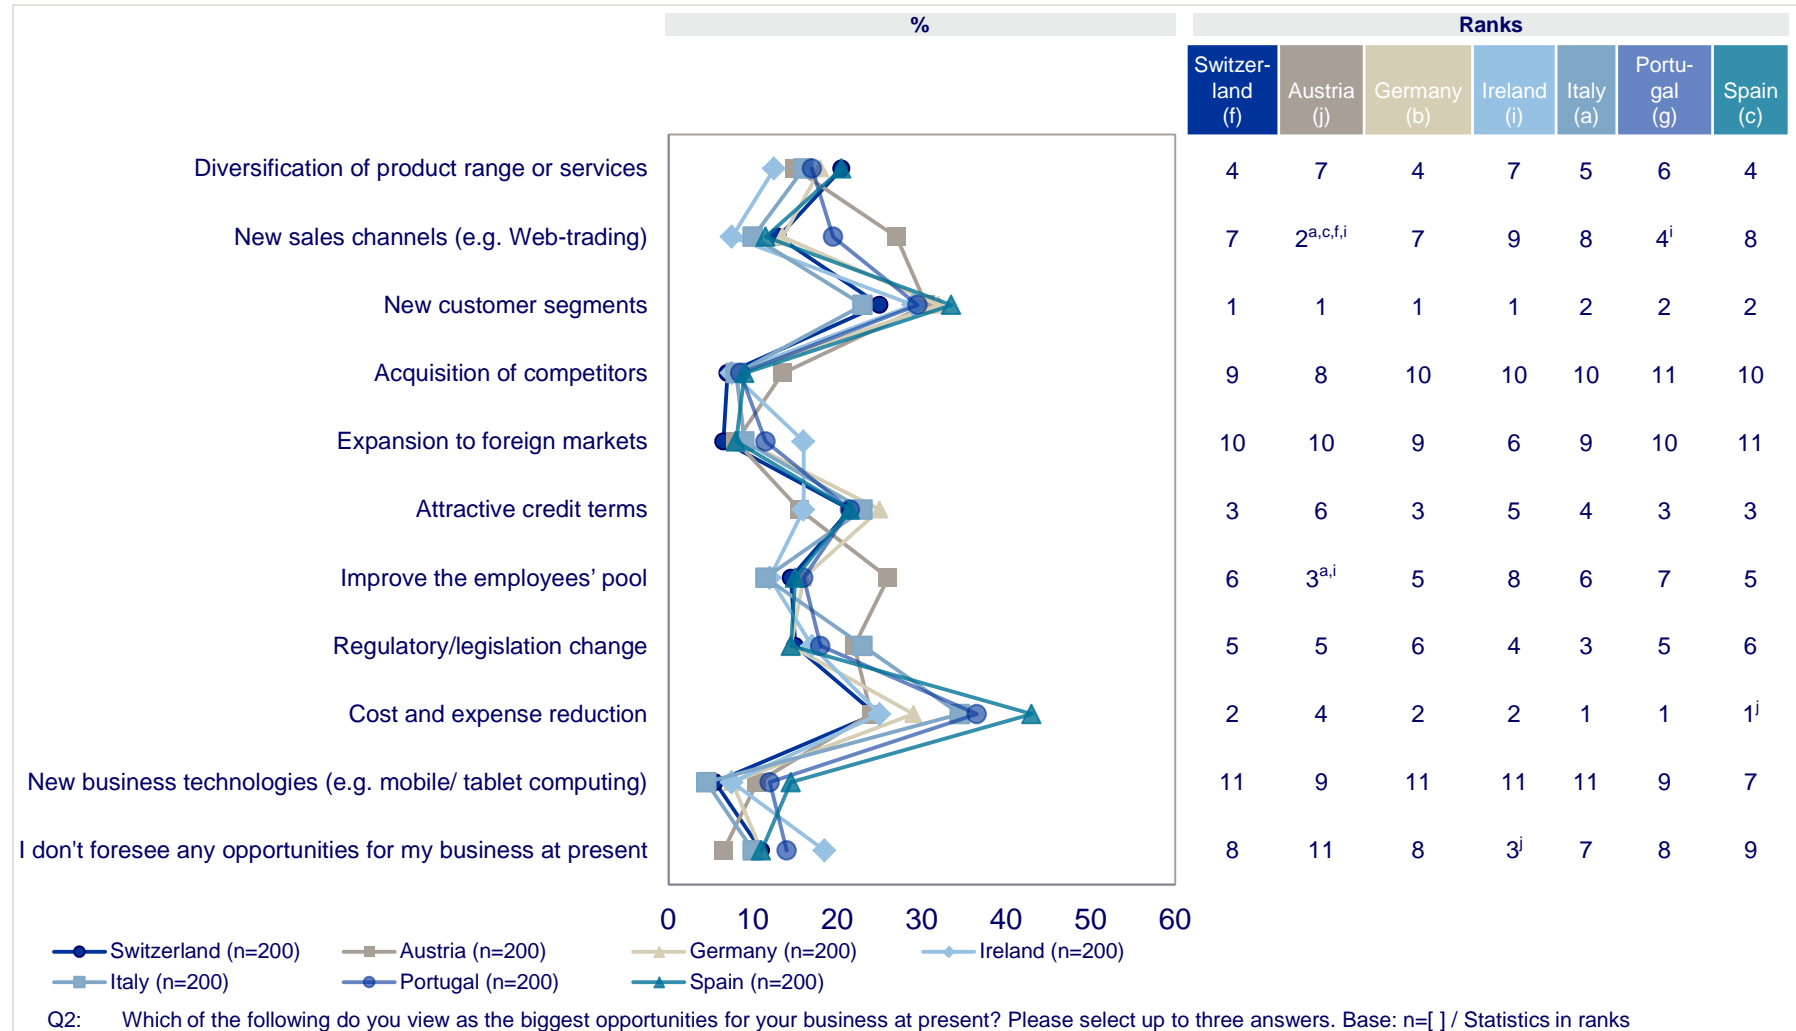 % Ranks
Switzer-
land
(f)
Austria
(j)
Germany
(b)
Ireland
(i)
Italy
(a)
Portu-
gal
(g)
Spain
(c)
Diversification of product range or services 4 7 4 7 5 6 4
New sales channels (e.g. Web-trading) 7 2a,c,f,i 7 9 8 4i 8
New customer segments 1 1 1 1 2 2 2
Acquisition of competitors 9 8 10 10 10 11 10
Expansion to foreign markets 10 10 9 6 9 10 11
Attractive credit terms 3 6 3 5 4 3 3
Improve the employees’ pool 6 3a,i 5 8 6 7 5
Regulatory/legislation change 5 5 6 4 3 5 6
Cost and expense reduction 2 4 2 2 1 1 1j
New business technologies (e.g. mobile/ tablet computing) 11 9 11 11 11 9 7
I don't foresee any opportunities for my business at present 8 11 8 3j 7 8 9
0 10 20 30 40 50 60
Switzerland (n=200) Austria (n=200) Germany (n=200) Ireland (n=200)
Italy (n=200) Portugal (n=200) Spain (n=200)
Q2: Which of the following do you view as the biggest opportunities for your business at present? Please select up to three answers. Base: n=[ ] / Statistics in ranks